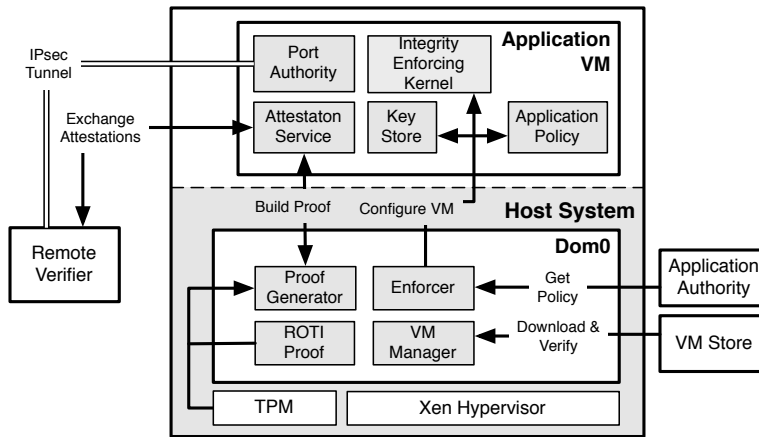 IPsec
Tunnel
Exchange
Attestations
Remote
Verifier
Application
VM
Port
Authority
Integrity
Enforcing
Kernel
Attestaton
Service
Key
Store
Application
Policy
Build Proof
Configure VM
Host System
Dom0
Proof
Generator
Enforcer
Get
Policy
Application
Authority
ROTI
Proof
VM
Manager
Download &
Verify
VM Store
TPM
Xen Hypervisor